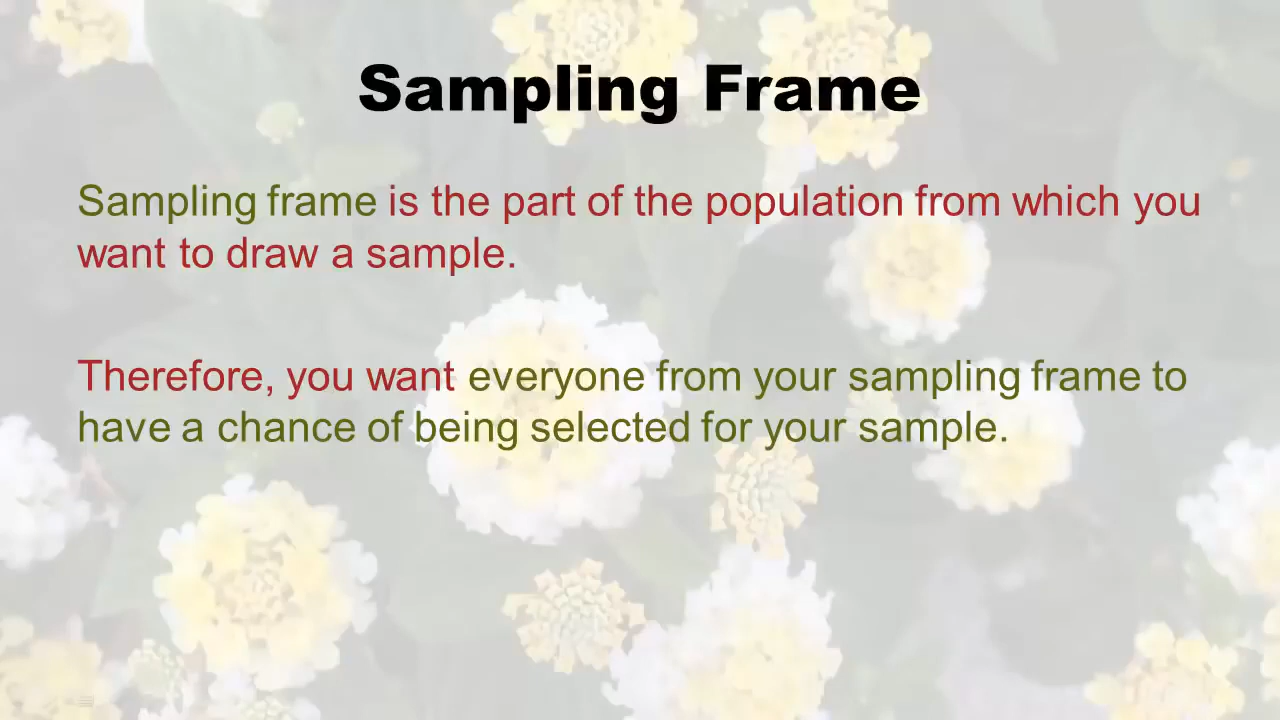 Sampling Frame
Sampling frame is the part of the population from which you
want to draw a sample.
Therefore, you want everyone from your sampling frame to
have a chance of being selected for your sample.